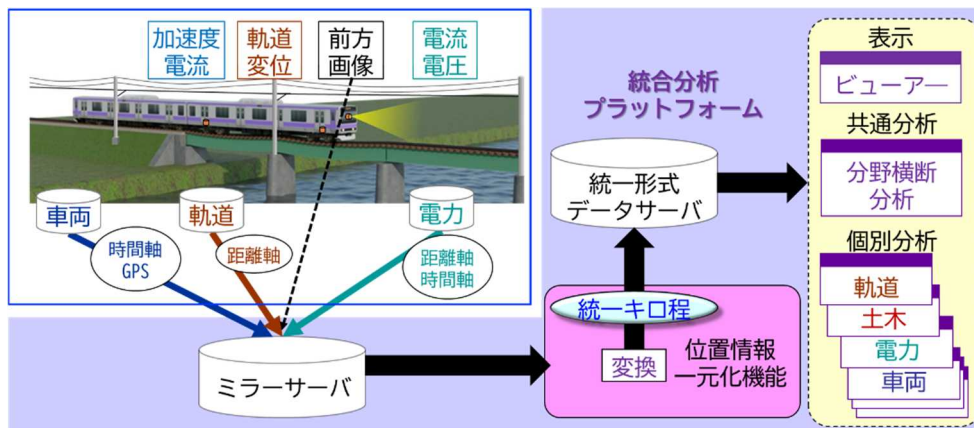 加速度
電流
軌道
変位
前方
画像
電流
電圧
車両
軌道
電力
時間軸
GPS
距離軸
距離軸
時間軸
ミラーサーバ
統合分析
プラットフォーム
統一形式
データサーバ
統一キロ程
変換
位置情報
一元化機能
表示
ビューアー
共通分析
分野横断
分析
個別分析
軌道
土木
電力
車両